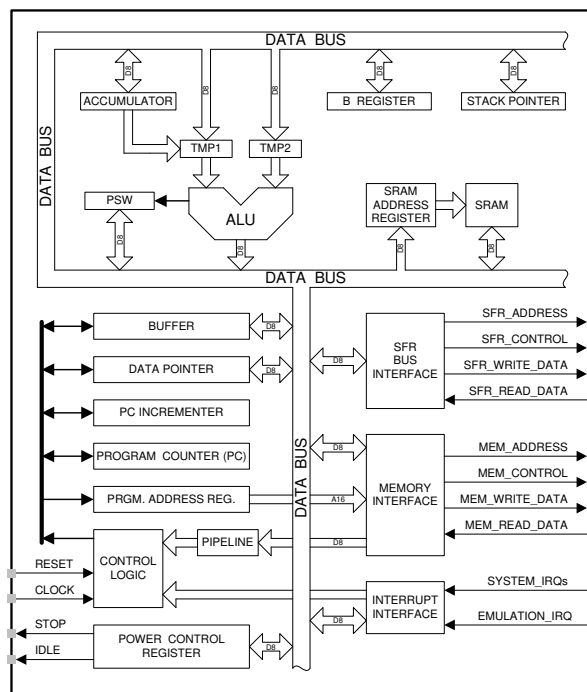 DATA BUS
D8
D8
D8
D8
D8
ACCUMULATOR
B REGISTER
STACK POINTER
DATA BUS
TMP1
TMP2
PSW
ALU
SRAM
ADDRESS
REGISTER
SRAM
D8
D8
D8
D8
DATA BUS
BUFFER
D8
DATA POINTER
D8
PC INCREMENTER
PROGRAM COUNTER (PC)
PRGM. ADDRESS REG.
A16
DATA BUS
D8
SFR
BUS
INTERFACE
SFR_ADDRESS
SFR_CONTROL
SFR_WRITE_DATA
SFR_READ_DATA
D8
MEMORY
INTERFACE
MEM_ADDRESS
MEM_CONTROL
MEM_WRITE_DATA
MEM_READ_DATA
RESET
CLOCK
CONTROL
LOGIC
PIPELINE
D8
INTERRUPT
INTERFACE
SYSTEM_IRQs
EMULATION_IRQ
D8
STOP
IDLE
POWER CONTROL
REGISTER
D8